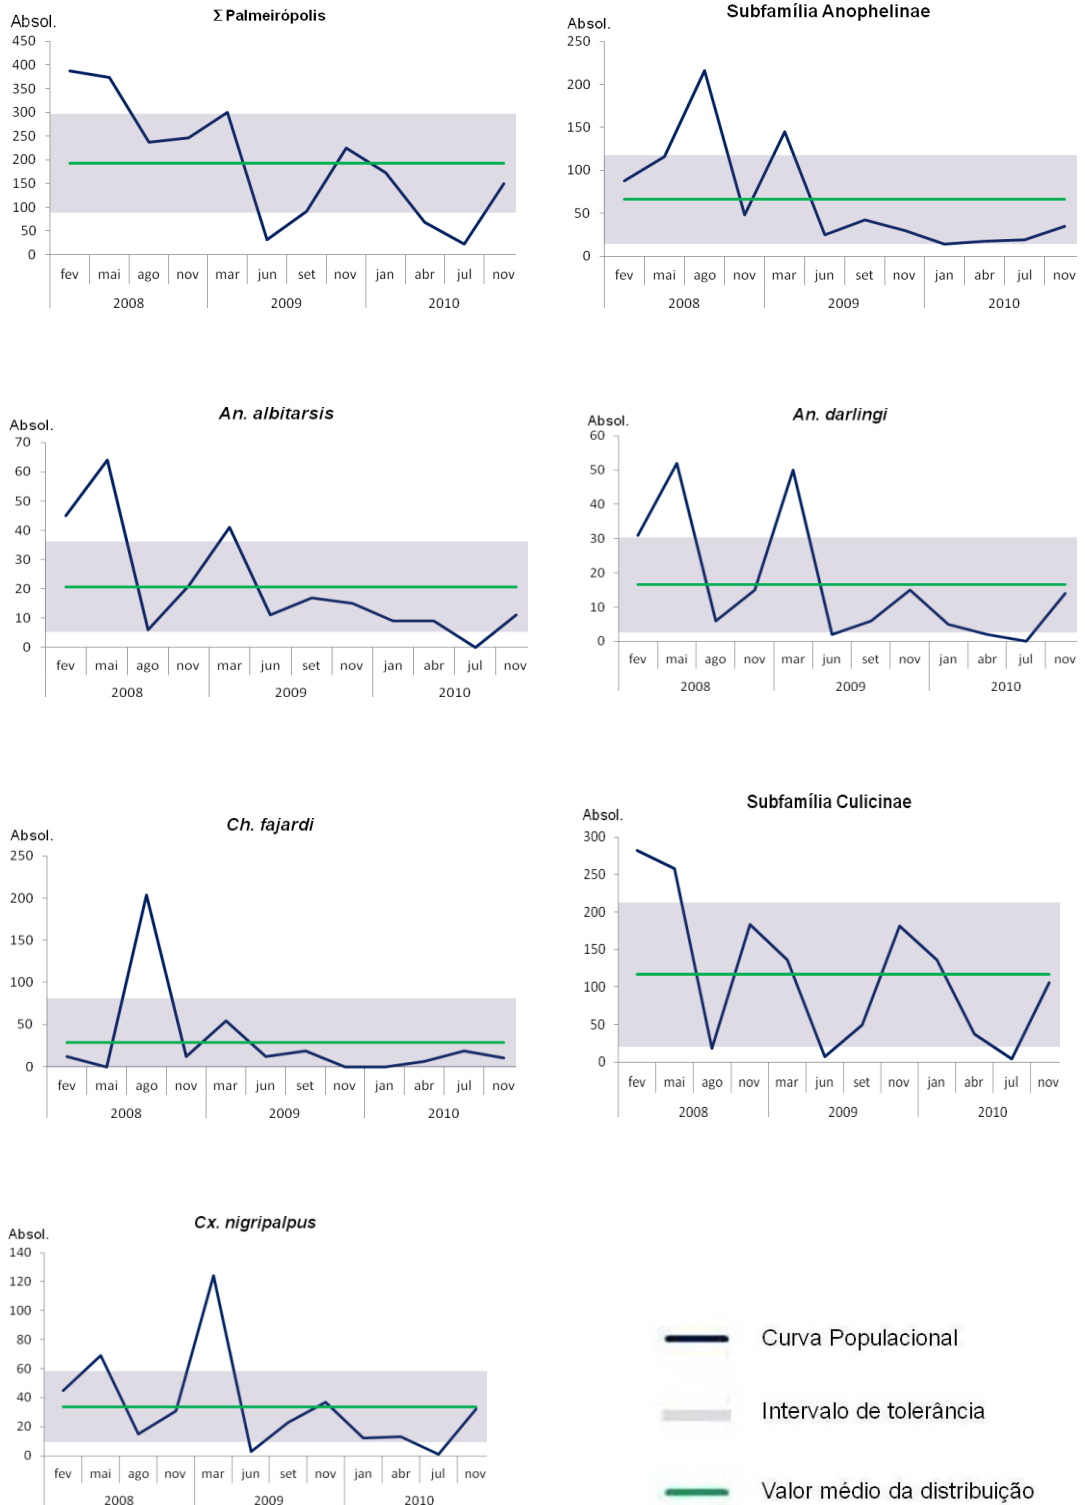 Σ Palmeirópolis
Absol.
450
400
350
300
250
200
150
100
50
0
fev mai ago nov mar jun set nov jan abr jul nov
2008 2009 2010
Subfamília Anophelinae
Absol.
250
200
150
100
50
0
fev mai ago nov mar jun set nov jan abr jul nov
2008 2009 2010
An. albitarsis
Absol.
70
60
50
40
30
20
10
0
fev mai ago nov mar jun set nov jan abr jul nov
2008 2009 2010
An. darlingi
Absol.
60
50
40
30
20
10
0
fev mai ago nov mar jun set nov jan abr jul nov
2008 2009 2010
Ch. fajardi
Absol.
250
200
150
100
50
0
fev mai ago nov mar jun set nov jan abr jul nov
2008 2009 2010
Subfamília Culicinae
Absol.
300
250
200
150
100
50
0
fev mai ago nov mar jun set nov jan abr jul nov
2008 2009 2010
Cx. nigripalpus
Absol.
140
120
100
80
60
40
20
0
fev mai ago nov mar jun set nov jan abr jul nov
2008 2009 2010
Curva Populacional
Intervalo de tolerância
Valor médio da distribuição